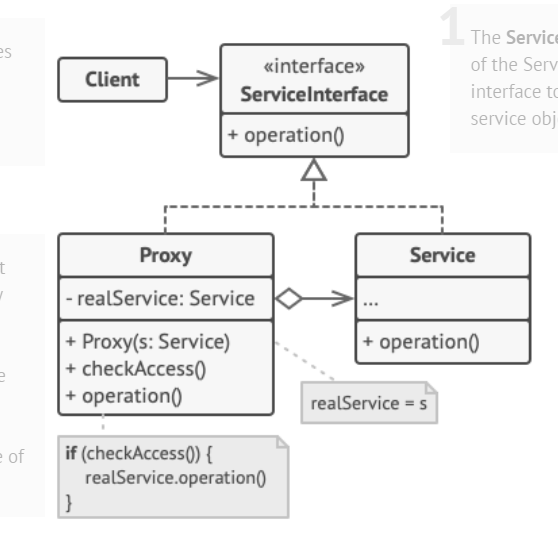 es
1
The Service
of the Serv
interface to
service obj
Client
«interface»
ServiceInterface
+ operation()
t
y
e
e of
Proxy
- realService: Service
+ Proxy(s: Service)
+ checkAccess()
+ operation()
Service
...
+ operation()
realService = s
if (checkAccess()) {
realService.operation()
}